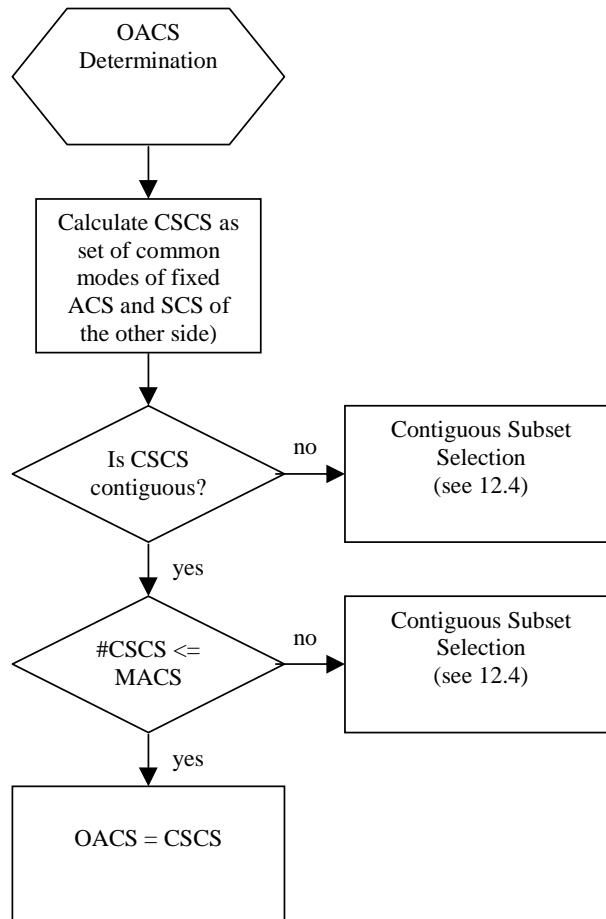 OACS
Determination
Calculate CSCS as
set of common
modes of fixed
ACS and SCS of
the other side)
Is CSCS
contiguous?
no
Contiguous Subset
Selection
(see 12.4)
yes
#CSCS <=
MACS
no
Contiguous Subset
Selection
(see 12.4)
yes
OACS = CSCS